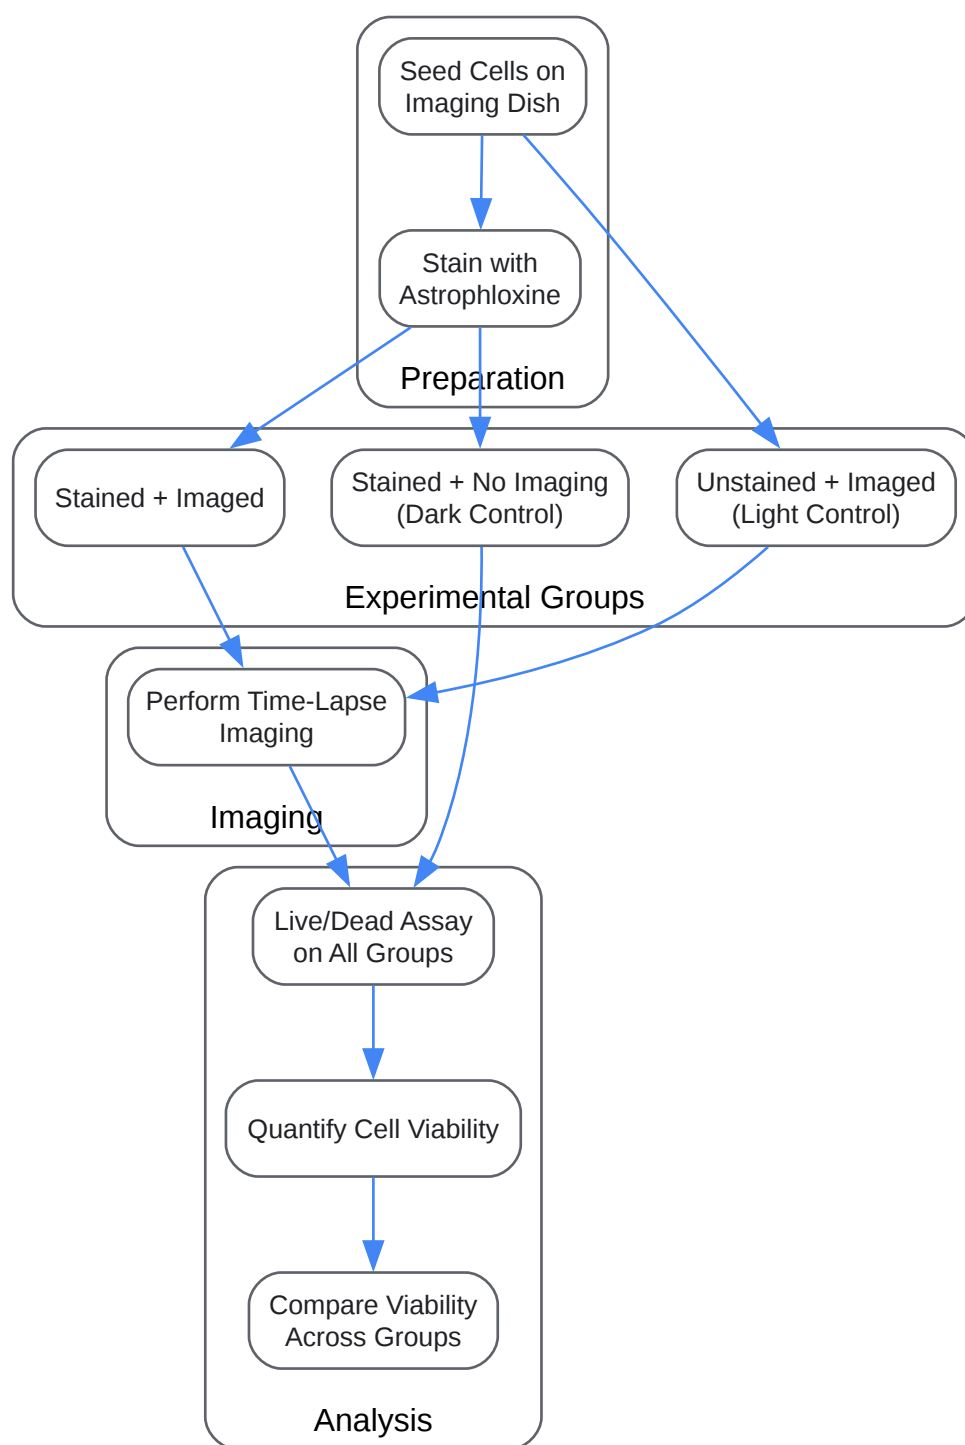 Seed Cells on
Imaging Dish
Stain with
Astrophloxine
Preparation
Stained + Imaged
Stained + No Imaging
(Dark Control)
Unstained + Imaged
(Light Control)
Experimental Groups
Perform Time-Lapse
Imaging
Imaging
Live/Dead Assay
on All Groups
Quantify Cell Viability
Compare Viability
Across Groups
Analysis